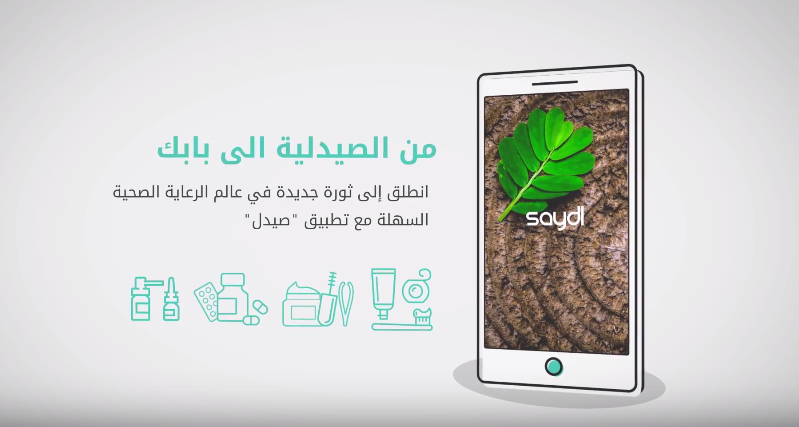 من الصيدلية الى بابك
انطلق إلى ثورة جديدة في عالم الرعاية الصحية
السهلة مع تطبيق "صيدل"
saydl